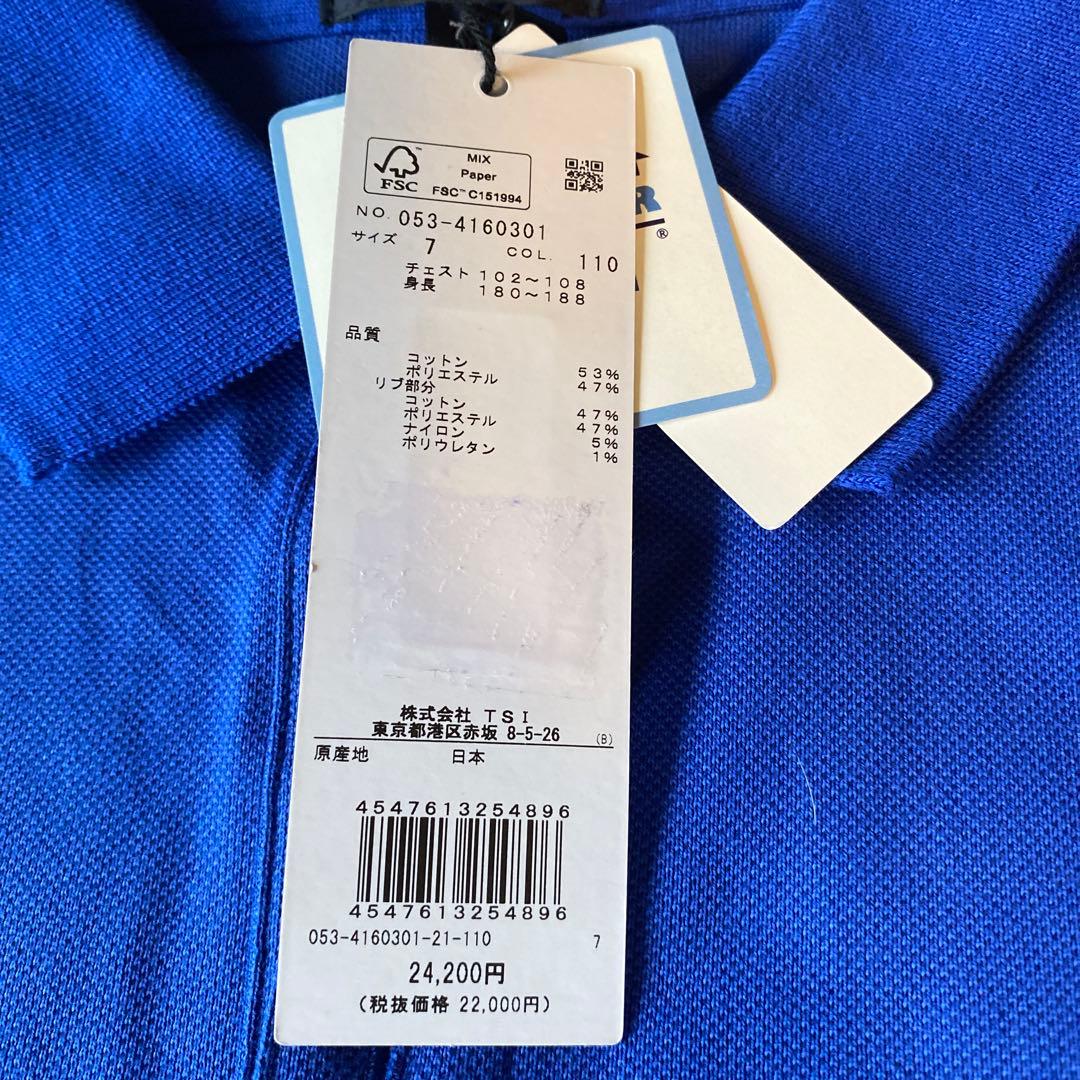 MIX
Paper
FSC™ C151994
FSC
NO. 053-4160301
サイズ 7 COL. 110
チェスト 102～108
身長 180～188
品質
コットン 53%
ポリエステル 47%
リブ部分
コットン 47%
ポリエステル 47%
ナイロン 5%
ポリウレタン 1%
株式会社 TSI
東京都港区赤坂 8-5-26 (B)
原産地 日本
4547613254896
4547613254896
053-4160301-21-110 7
24,200円
(税抜価格 22,000円)
R
®